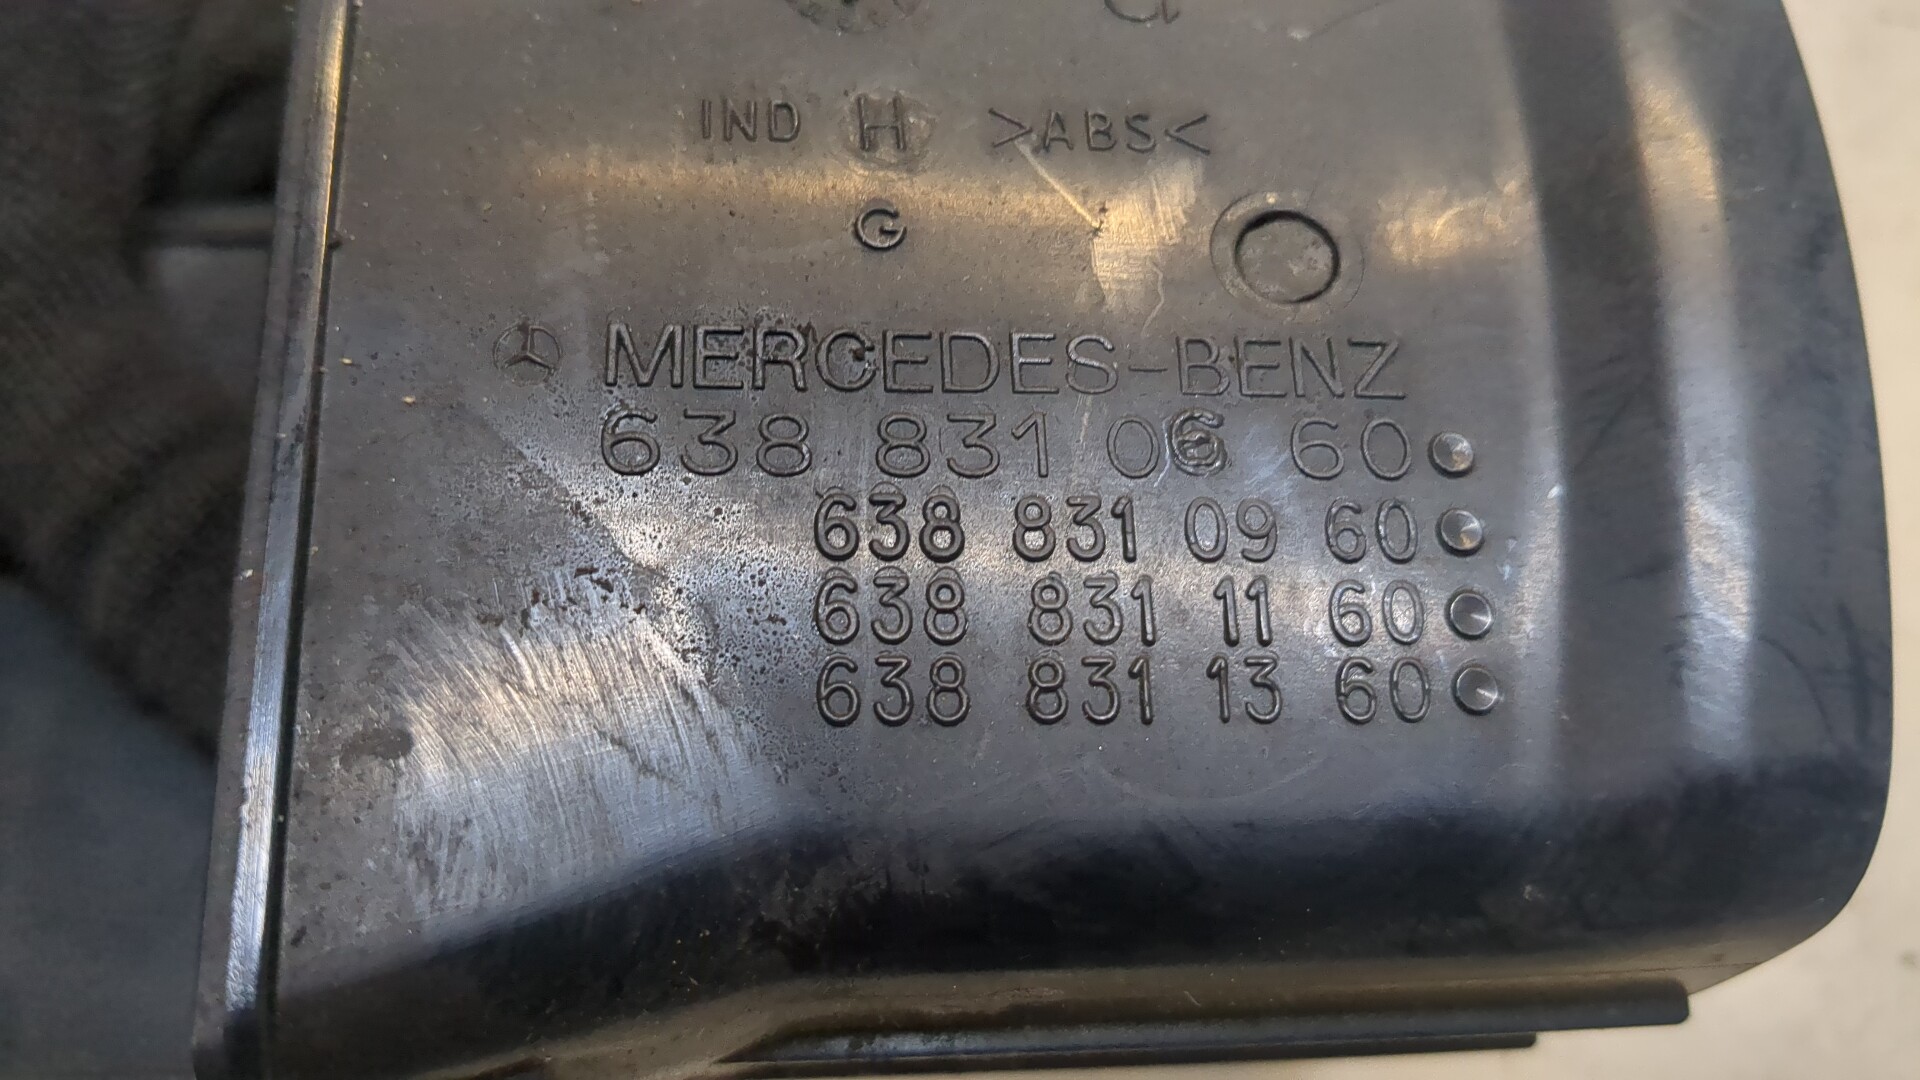 IND H >ABS<
G
MERCEDES-BENZ
638 831 06 60
638 831 09 60
638 831 11 60
638 831 13 60